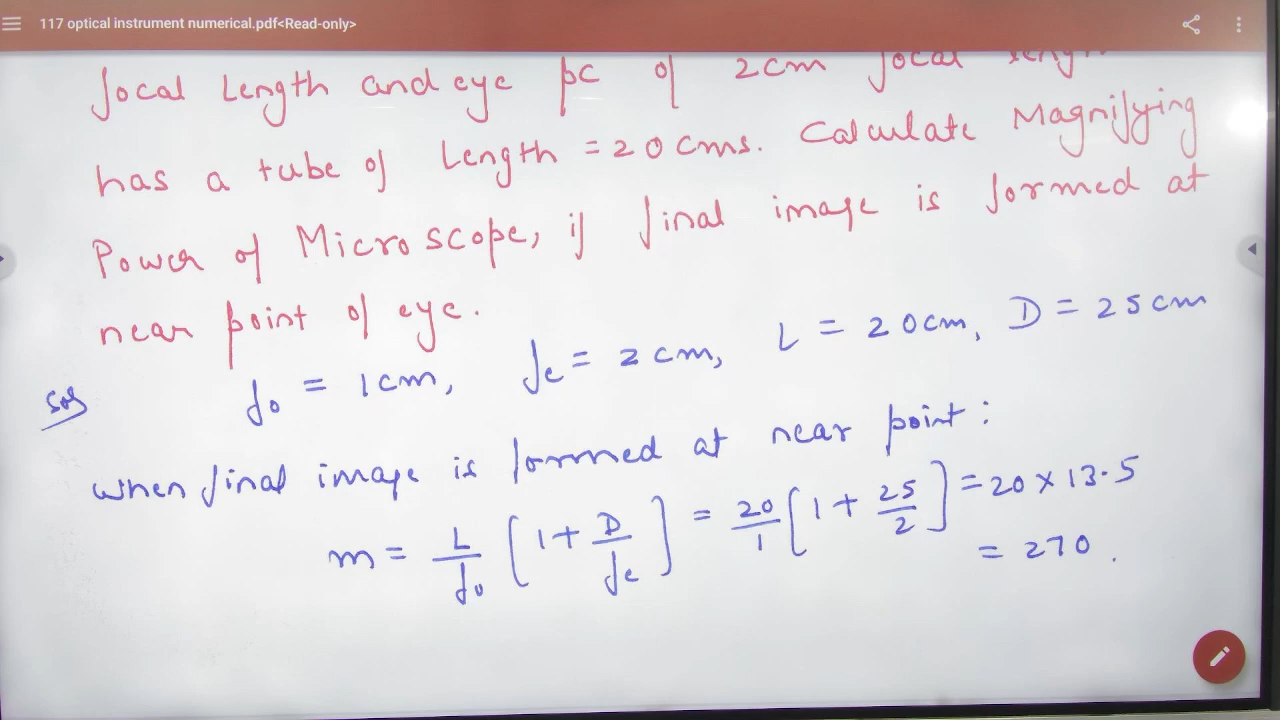 117 optical instrument numerical.pdf<Read-only>
focal Length and eye pc of 2cm focal length
has a tube of Length = 20 cms. Calculate Magnifying
Power of Microscope, if final image is formed at
near point of eye.
Sol fo = 1cm, fe = 2cm, L = 20cm, D = 25cm
when final image is formed at near point:
m = L/fo [1 + D/fe] = 20/1 [1 + 25/2] = 20 × 13.5
= 270.